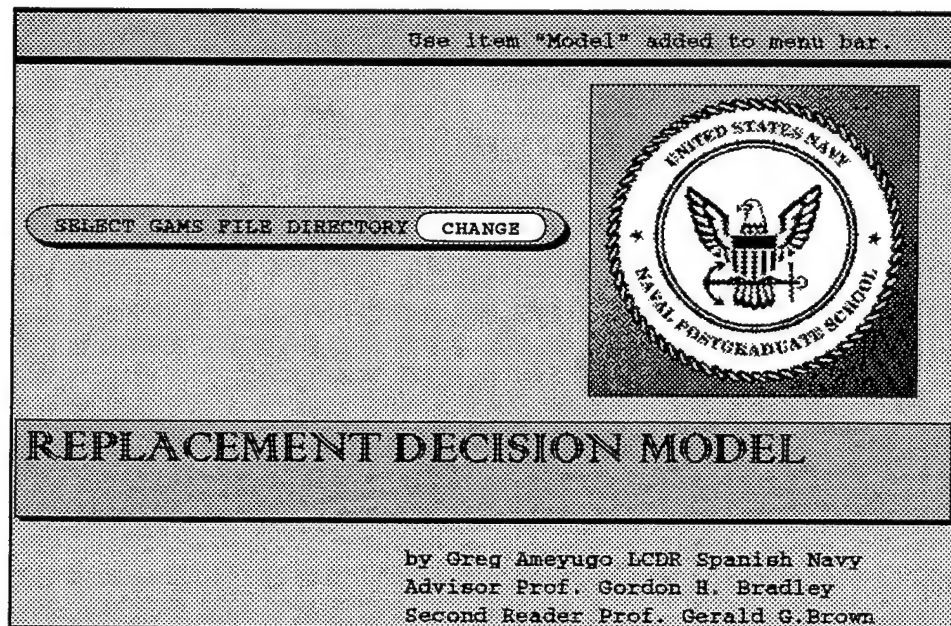 Use item "Model" added to menu bar.
UNITED STATES NAVY
NAVAL POSTGRADUATE SCHOOL
SELECT GAMS FILE DIRECTORY CHANGE
REPLACEMENT DECISION MODEL
by Greg Ameyugo LCDR Spanish Navy
Advisor Prof. Gordon H. Bradley
Second Reader Prof. Gerald G.Brown